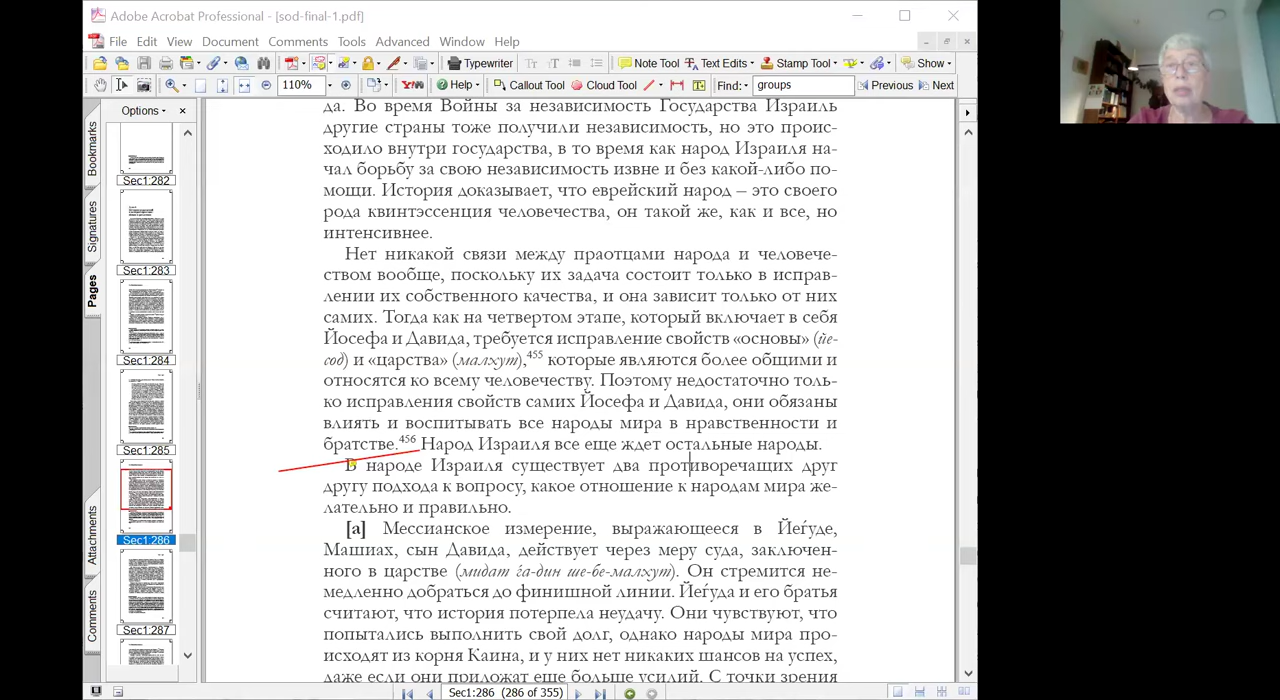 Adobe Acrobat Professional - [sod-final-1.pdf]
File Edit View Document Comments Tools Advanced Window Help
Typewriter Note Tool Text Edits Stamp Tool Show
110% Help Callout Tool Cloud Tool Find: groups Previous Next
Options
Bookmarks
Signatures
Pages
Attachments
Comments
Sec1:282
Sec1:283
Sec1:284
Sec1:285
Sec1:286
Sec1:287
да. Во время Войны за независимость Государства Израиль
другие страны тоже получили независимость, но это проис-
ходило внутри государства, в то время как народ Израиля на-
чал борьбу за свою независимость извне и без какой-либо по-
мощи. История доказывает, что еврейский народ – это своего
рода квинтэссенция человечества, он такой же, как и все, но
интенсивнее.
Нет никакой связи между праотцами народа и человече-
ством вообще, поскольку их задача состоит только в исправ-
лении их собственного качества, и она зависит только от них
самих. Тогда как на четвертом этапе, который включает в себя
Йосефа и Давида, требуется исправление свойств «основы» (йе-
сод) и «царства» (малхут),455 которые являются более общими и
относятся ко всему человечеству. Поэтому недостаточно толь-
ко исправления свойств самих Йосефа и Давида, они обязаны
влиять и воспитывать все народы мира в нравственности и
братстве.456 Народ Израиля все еще ждет остальные народы.
В народе Израиля существует два противоречащих друг
другу подхода к вопросу, какое отношение к народам мира же-
лательно и правильно.
[а] Мессианское измерение, выражающееся в Йеѓуде,
Машиах, сын Давида, действует через меру суда, заключен-
ного в царстве (мидат ѓа-дин ше-бе-малхут). Он стремится не-
медленно добраться до финишной линии. Йеѓуда и его братья
считают, что история потерпела неудачу. Они чувствуют, что
попытались выполнить свой долг, однако народы мира про-
исходят из корня Каина, и у них нет никаких шансов на успех,
даже если они приложат еще больше усилий. С точки зрения
Sec1:286 (286 of 355)